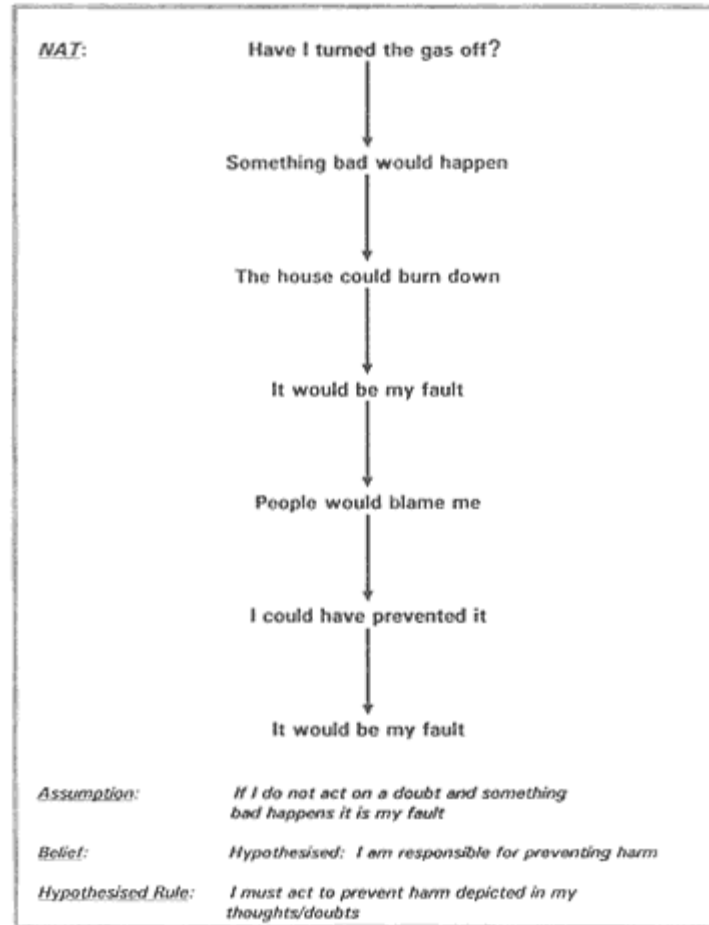 NAT: Have I turned the gas off?
Something bad would happen
The house could burn down
It would be my fault
People would blame me
I could have prevented it
It would be my fault
Assumption: If I do not act on a doubt and something
bad happens it is my fault
Belief: Hypothesised: I am responsible for preventing harm
Hypothesised Rule: I must act to prevent harm depicted in my
thoughts/doubts